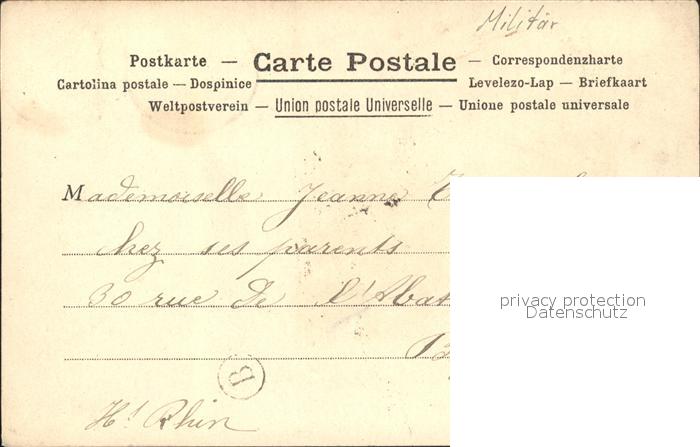 Militär
Postkarte — Carte Postale — Correspondenzharte
Cartolina postale — Dospinice Levelezo-Lap — Briefkaart
Weltpostverein — Union postale Universelle — Unione postale universale
Mademoiselle Jeanne
chez ses parents
30 rue de l'Abat
privacy protection
Datenschutz
B
Ht Rhin